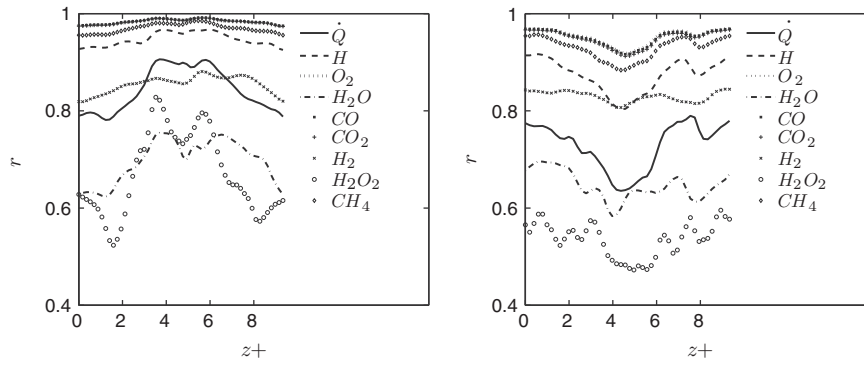 1
0.8
0.6
0.4
r
0 2 4 6 8
z+
Q̇
H
O₂
H₂O
CO
CO₂
H₂
H₂O₂
CH₄
1
0.8
0.6
0.4
r
0 2 4 6 8
z+
Q̇
H
O₂
H₂O
CO
CO₂
H₂
H₂O₂
CH₄